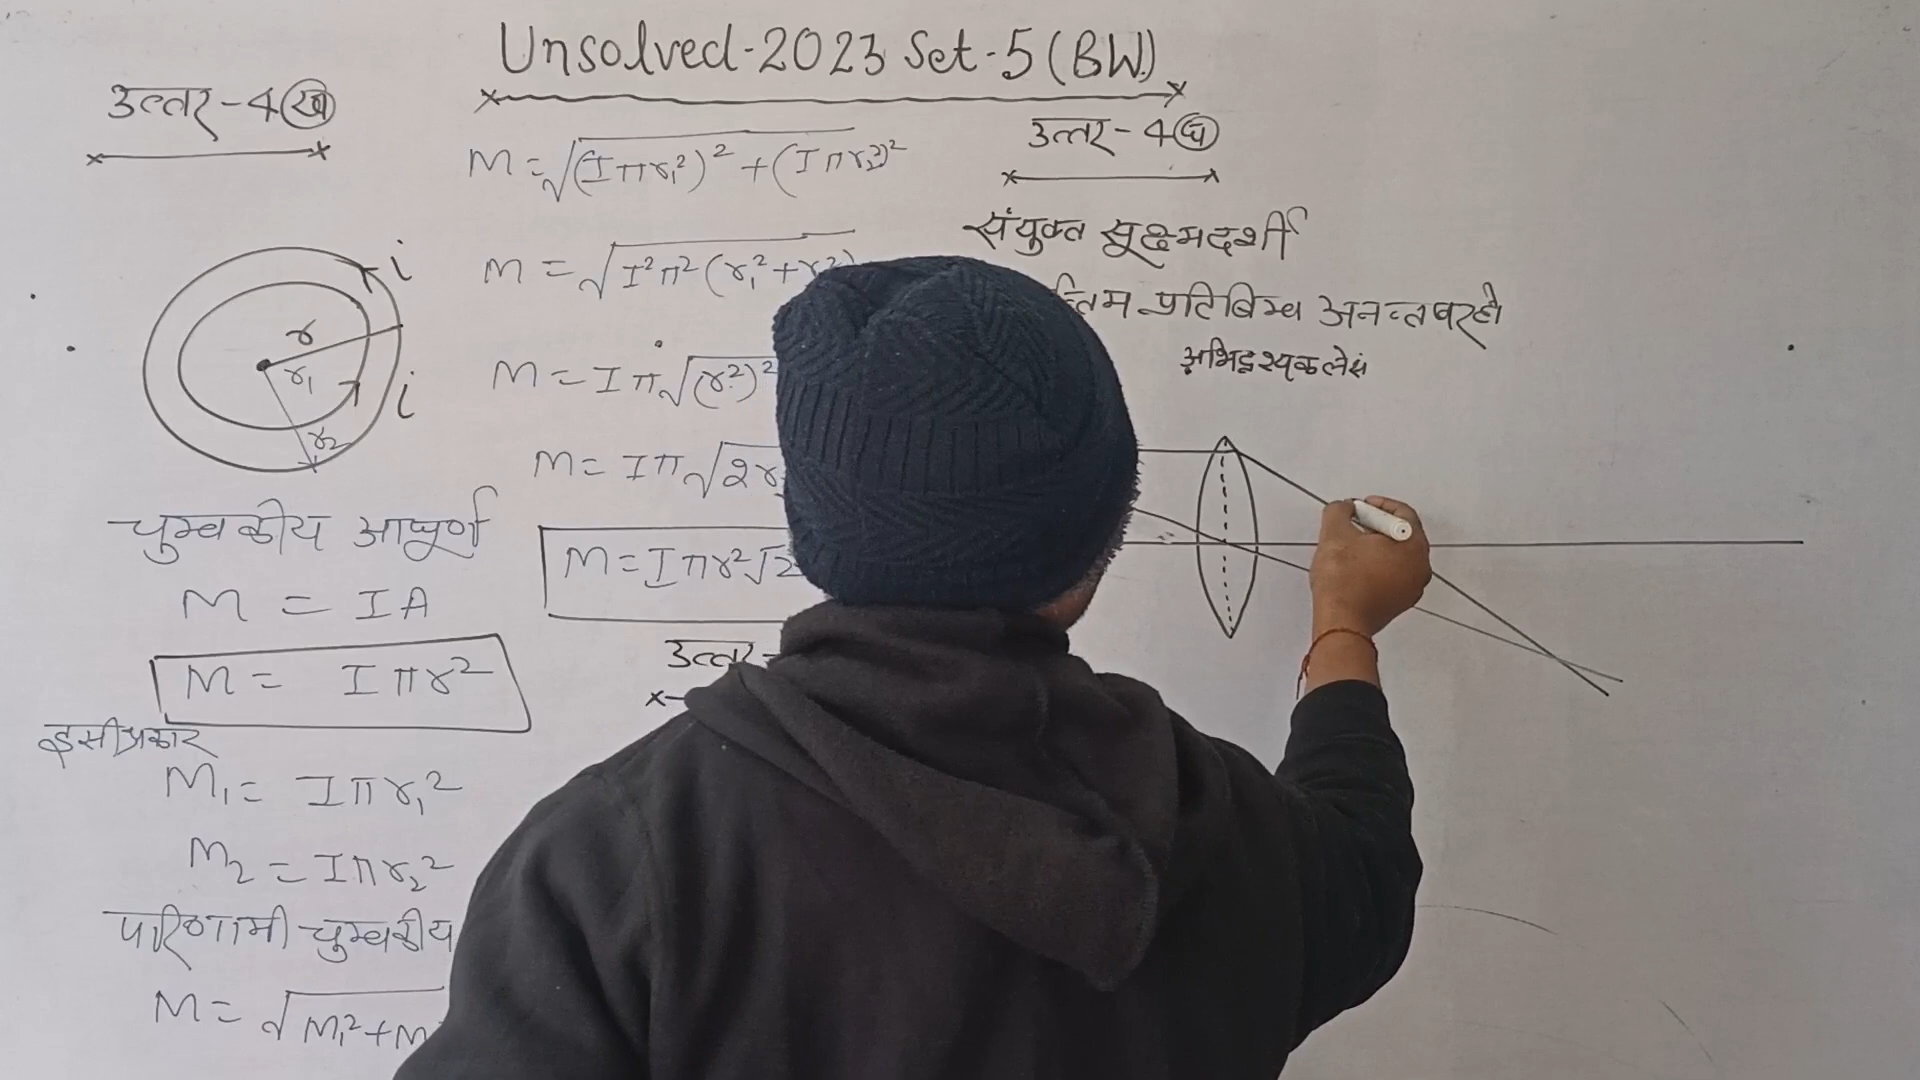 Unsolved-2023 Set-5 (BW)
उत्तर-4 (ख)
r
r₁
r₂
i
i
चुम्बकीय आघूर्ण
M = IA
M = Iπr²
इसीप्रकार
M₁ = Iπr₁²
M₂ = Iπr₂²
परिणामी चुम्बकीय
M = √M₁²+M
M = √(Iπr₁²)² + (Iπr₂²)²
M = √I²π²(r₁²+r₂²)
M = Iπ√(r²)²
M = Iπ√2r
M = Iπr²√2
उत्तर-
उत्तर-4 (घ)
संयुक्त सूक्ष्मदर्शी
न्तिम प्रतिबिम्ब अनन्त पर हो
अभिदृश्यक लेंस